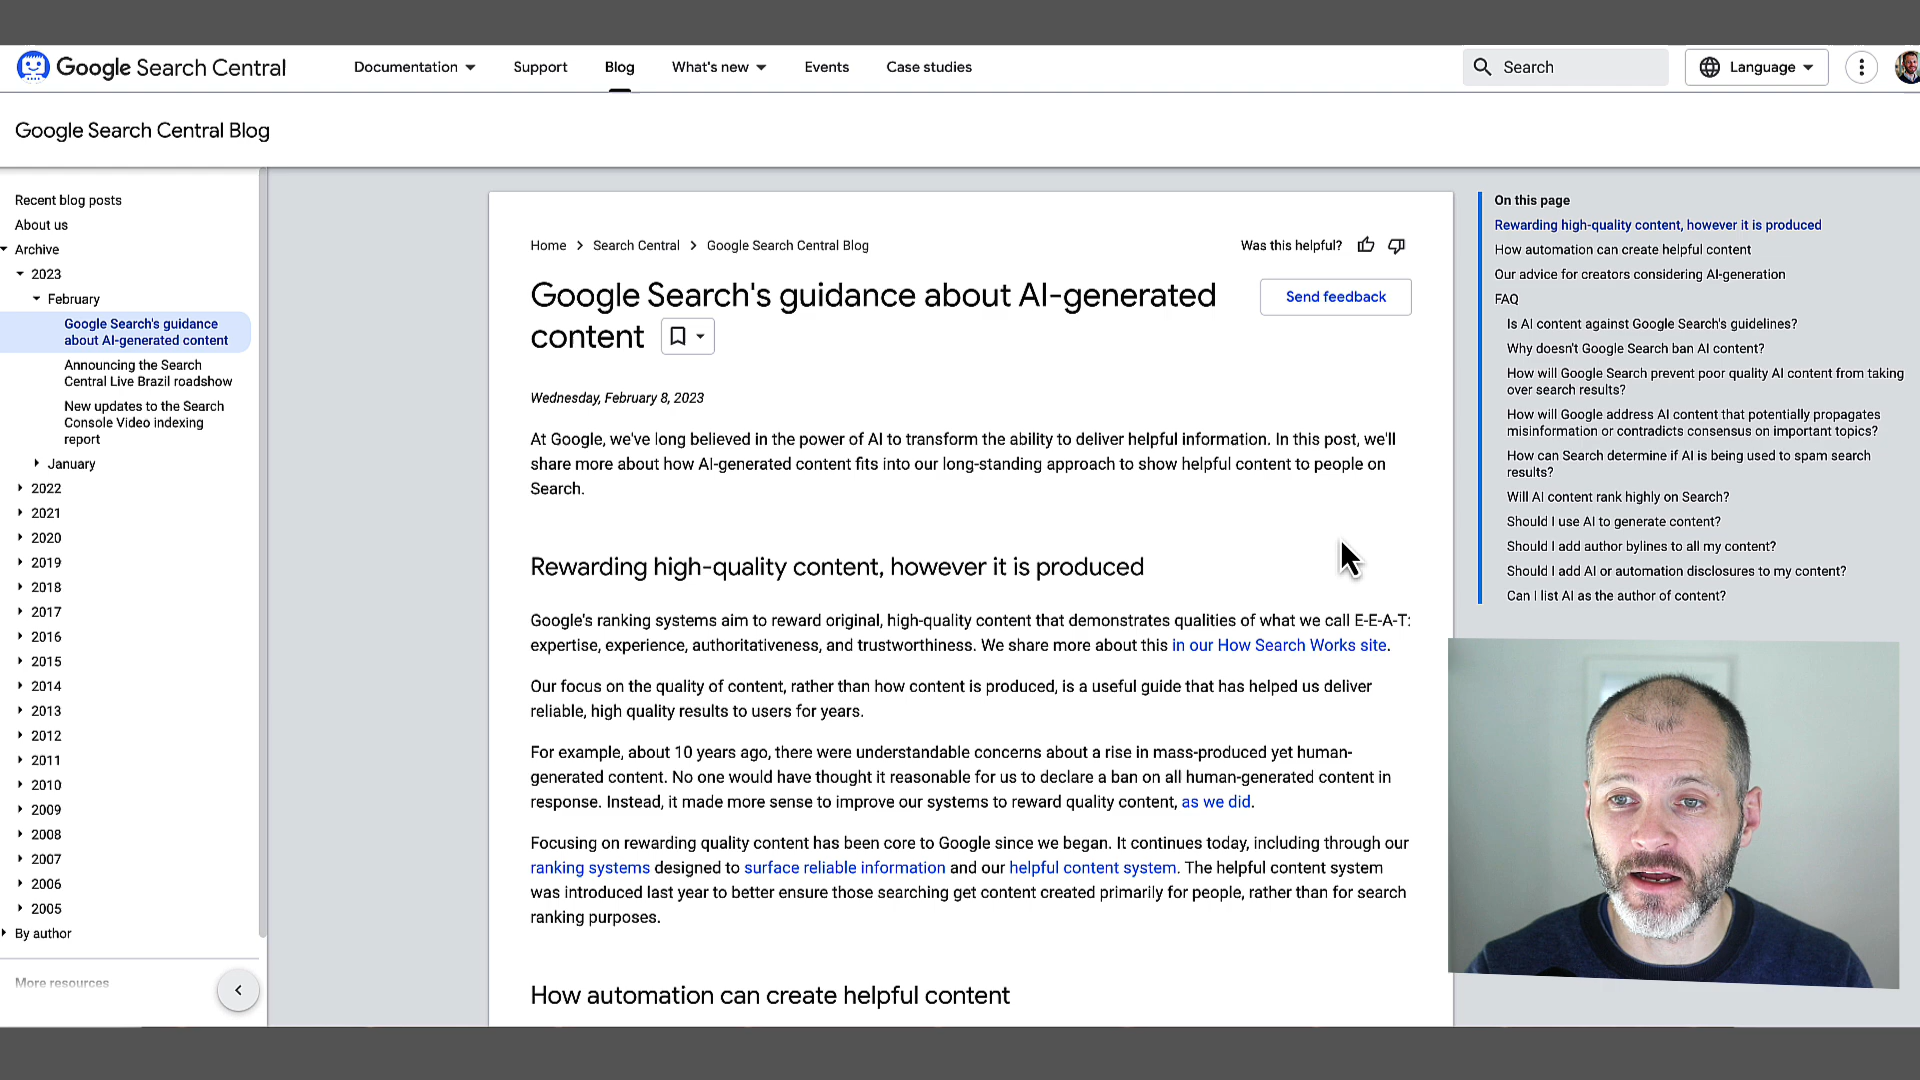 Google Search Central
Documentation
Support
Blog
What's new
Events
Case studies
Search
Language
Google Search Central Blog
Recent blog posts
About us
Archive
2023
February
Google Search's guidance
about AI-generated content
Announcing the Search
Central Live Brazil roadshow
New updates to the Search
Console Video indexing
report
January
2022
2021
2020
2019
2018
2017
2016
2015
2014
2013
2012
2011
2010
2009
2008
2007
2006
2005
By author
More resources
Home
Search Central
Google Search Central Blog
Was this helpful?
Google Search's guidance about AI-generated
content
Send feedback
Wednesday, February 8, 2023
At Google, we've long believed in the power of AI to transform the ability to deliver helpful information. In this post, we'll
share more about how AI-generated content fits into our long-standing approach to show helpful content to people on
Search.
Rewarding high-quality content, however it is produced
Google's ranking systems aim to reward original, high-quality content that demonstrates qualities of what we call E-E-A-T:
expertise, experience, authoritativeness, and trustworthiness. We share more about this in our How Search Works site.
Our focus on the quality of content, rather than how content is produced, is a useful guide that has helped us deliver
reliable, high quality results to users for years.
For example, about 10 years ago, there were understandable concerns about a rise in mass-produced yet human-
generated content. No one would have thought it reasonable for us to declare a ban on all human-generated content in
response. Instead, it made more sense to improve our systems to reward quality content, as we did.
Focusing on rewarding quality content has been core to Google since we began. It continues today, including through our
ranking systems designed to surface reliable information and our helpful content system. The helpful content system
was introduced last year to better ensure those searching get content created primarily for people, rather than for search
ranking purposes.
How automation can create helpful content
On this page
Rewarding high-quality content, however it is produced
How automation can create helpful content
Our advice for creators considering AI-generation
FAQ
Is AI content against Google Search's guidelines?
Why doesn't Google Search ban AI content?
How will Google Search prevent poor quality AI content from taking
over search results?
How will Google address AI content that potentially propagates
misinformation or contradicts consensus on important topics?
How can Search determine if AI is being used to spam search
results?
Will AI content rank highly on Search?
Should I use AI to generate content?
Should I add author bylines to all my content?
Should I add AI or automation disclosures to my content?
Can I list AI as the author of content?